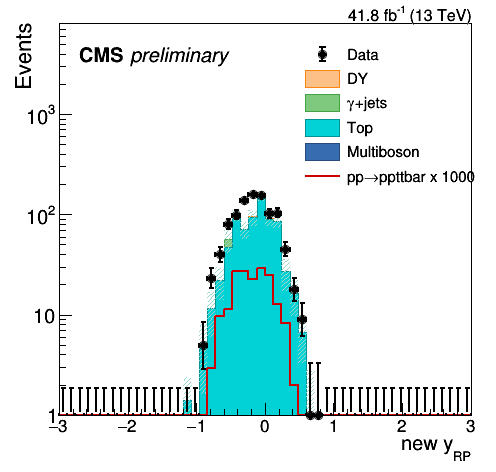 41.8 fb⁻¹ (13 TeV)
Events
CMS preliminary
Data
DY
γ+jets
Top
Multiboson
pp→ppttbar x 1000
10³
10²
10
1
−3 −2 −1 0 1 2 3
new y_RP